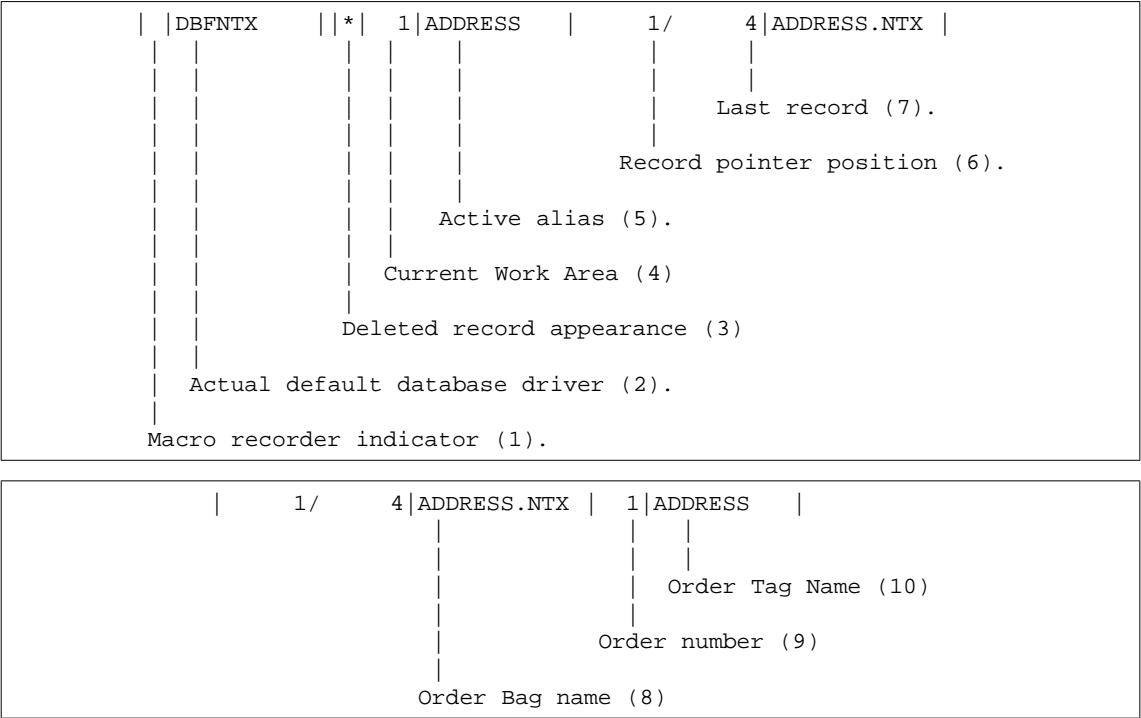 | |DBFNTX ||*| 1|ADDRESS | 1/ 4|ADDRESS.NTX |
Last record (7).
Record pointer position (6).
Active alias (5).
Current Work Area (4)
Deleted record appearance (3)
Actual default database driver (2).
Macro recorder indicator (1).
| 1/ 4|ADDRESS.NTX | 1|ADDRESS |
Order Tag Name (10)
Order number (9)
Order Bag name (8)